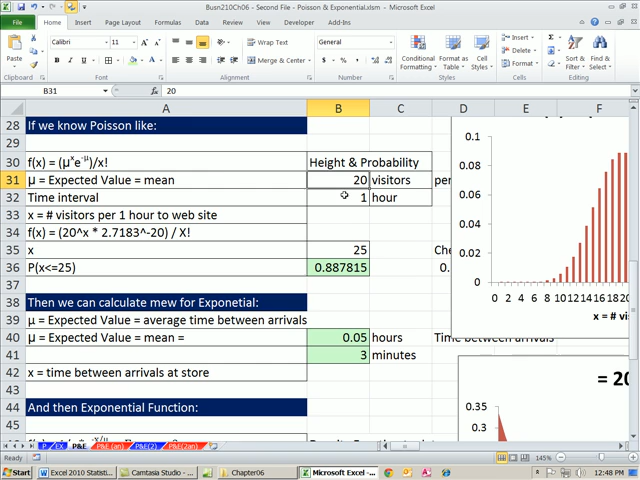 Busn210Ch06 - Second File - Poisson & Exponential.xlsm - Microsoft Excel
File Home Insert Page Layout Formulas Data Review View Developer Add-Ins
Paste Calibri 11 Wrap Text General Conditional Formatting Format as Table Cell Styles Insert Delete Format Sort & Filter Find & Select
B I U Merge & Center $ % ,
Clipboard Font Alignment Number Styles Cells Editing
B31 fx 20
A B C D E F
28 If we know Poisson like:
29
30 f(x) = (µ^x e^-µ)/x! Height & Probability
31 µ = Expected Value = mean 20 visitors per
32 Time interval 1 hour
33 x = # visitors per 1 hour to web site
34 f(x) = (20^x * 2.7183^-20) / X!
35 x 25 Che
36 P(x<=25) 0.887815 0.
37
38 Then we can calculate mew for Exponetial:
39 µ = Expected Value = average time between arrivals
40 µ = Expected Value = mean = 0.05 hours Time between arrivals
41 3 minutes
42 x = time between arrivals at store
43
44 And then Exponential Function:
45
0.1
0.08
0.06
0.04
0.02
0
0 2 4 6 8 10 12 14 16 18 20
x = # vis
= 20
0.35
0.3
P EX P&E P&E (an) P&E(2) P&E(2an)
Ready 145%
Start Excel 2010 Statisti... Camtasia Studio - ... Chapter06 Microsoft Excel - ... 12:48 PM